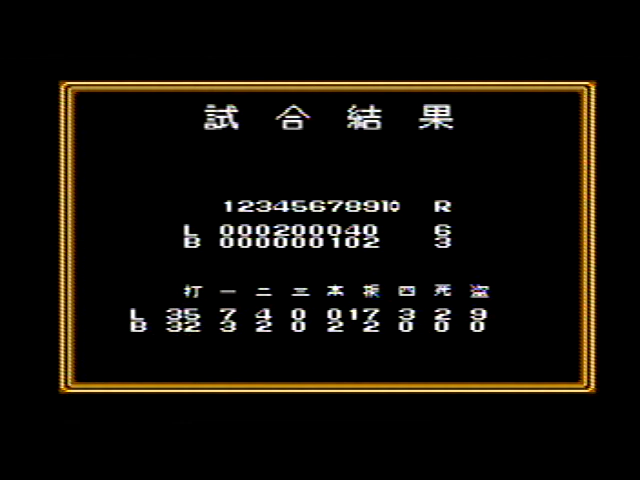 試合結果
12345678910 R
L 000200040 6
B 000000102 3
打 一 二 三 本 振 四 死 盗
L 35 7 4 0 0 17 3 2 9
B 32 3 2 0 2 2 0 0 0